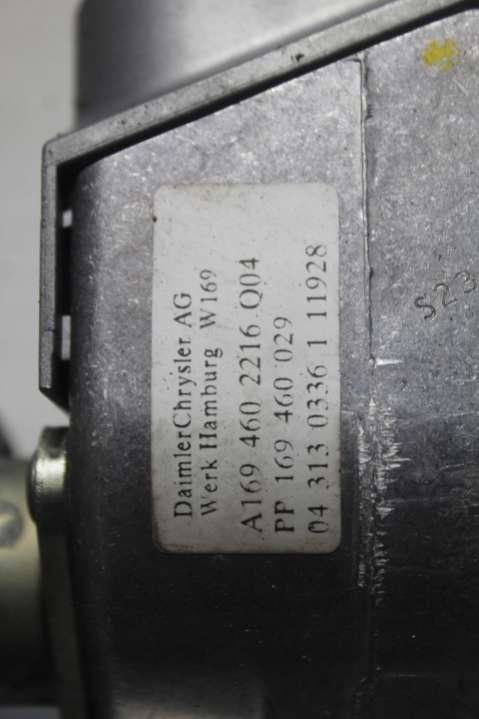 DaimlerChrysler AG
Werk Hamburg W169
A169 460 2216 Q04
PP 169 460 029
04 313 0336 1 11928
S23